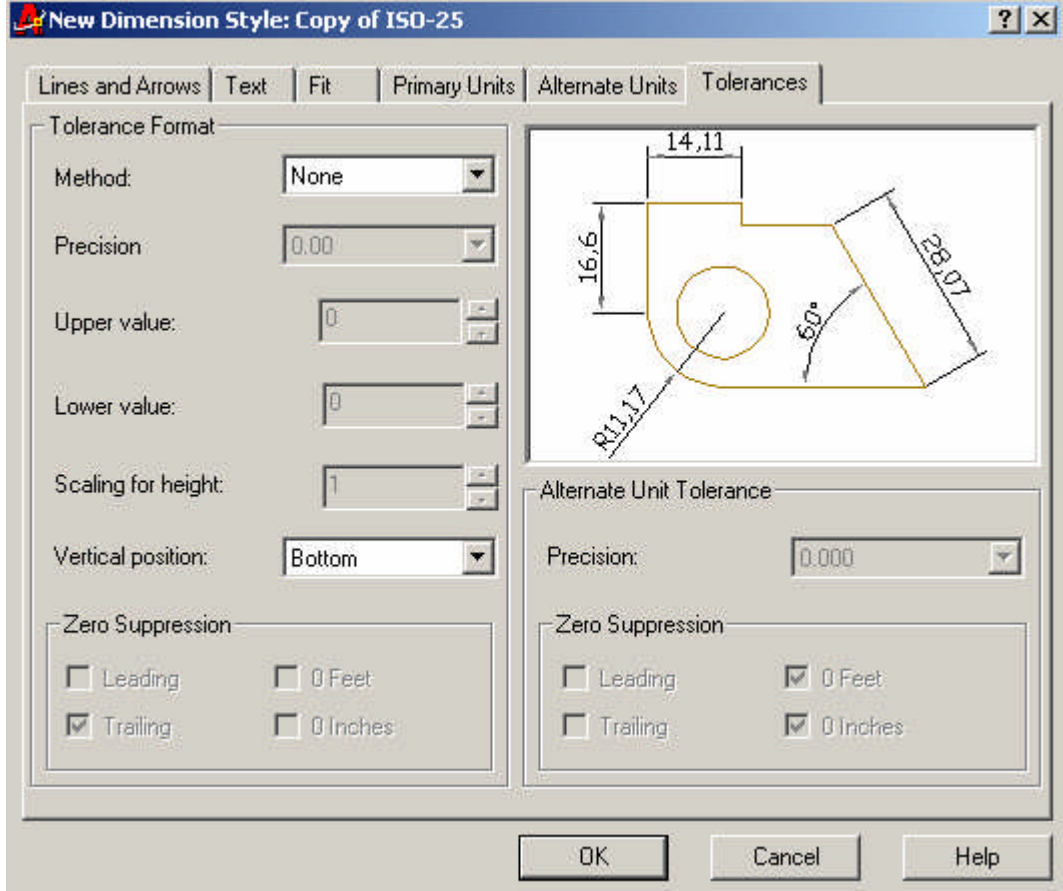 New Dimension Style: Copy of ISO-25
Lines and Arrows Text Fit Primary Units Alternate Units Tolerances
Tolerance Format
Method: None
Precision 0.00
Upper value: 0
Lower value: 0
Scaling for height: 1
Vertical position: Bottom
Zero Suppression
Leading 0 Feet
Trailing 0 Inches
14,11
16,6
28,07
60°
R11,17
Alternate Unit Tolerance
Precision: 0.000
Zero Suppression
Leading 0 Feet
Trailing 0 Inches
OK Cancel Help